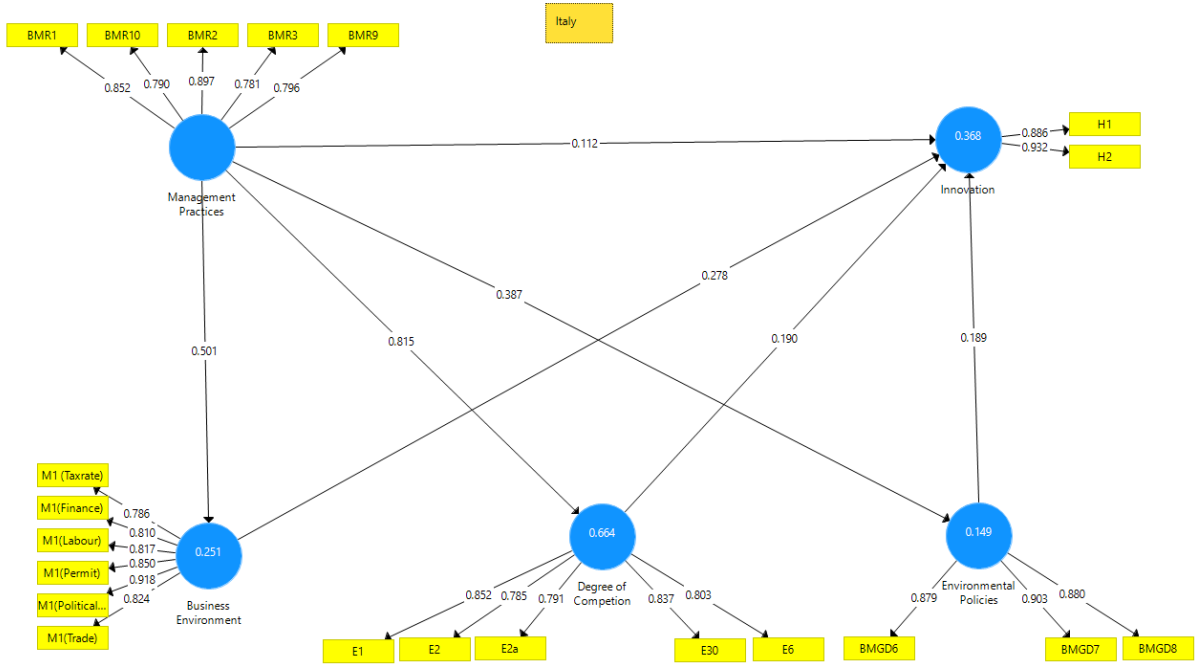 Italy
BMR1
BMR10
BMR2
BMR3
BMR9
0.852
0.790
0.897
0.781
0.796
Management
Practices
0.112
0.368
Innovation
0.886
0.932
H1
H2
0.278
0.387
0.501
0.815
0.190
0.189
M1 (Taxrate)
M1(Finance)
M1(Labour)
M1(Permit)
M1(Political...
M1(Trade)
0.786
0.810
0.817
0.850
0.918
0.824
0.251
Business
Environment
0.664
Degree of
Competion
0.852
0.785
0.791
0.837
0.803
E1
E2
E2a
E30
E6
0.149
Environmental
Policies
0.879
0.903
0.880
BMGD6
BMGD7
BMGD8